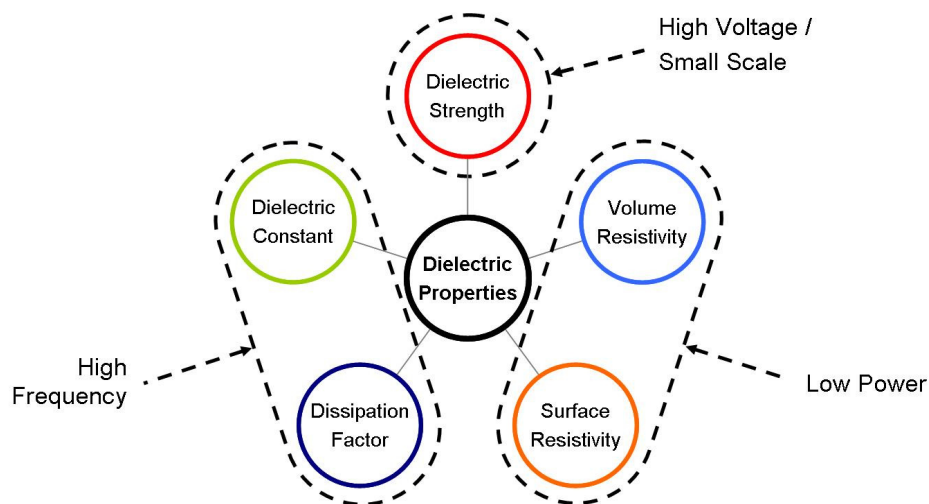 High Voltage /
Small Scale
Dielectric
Strength
Dielectric
Constant
Volume
Resistivity
Dielectric
Properties
High
Frequency
Low Power
Dissipation
Factor
Surface
Resistivity